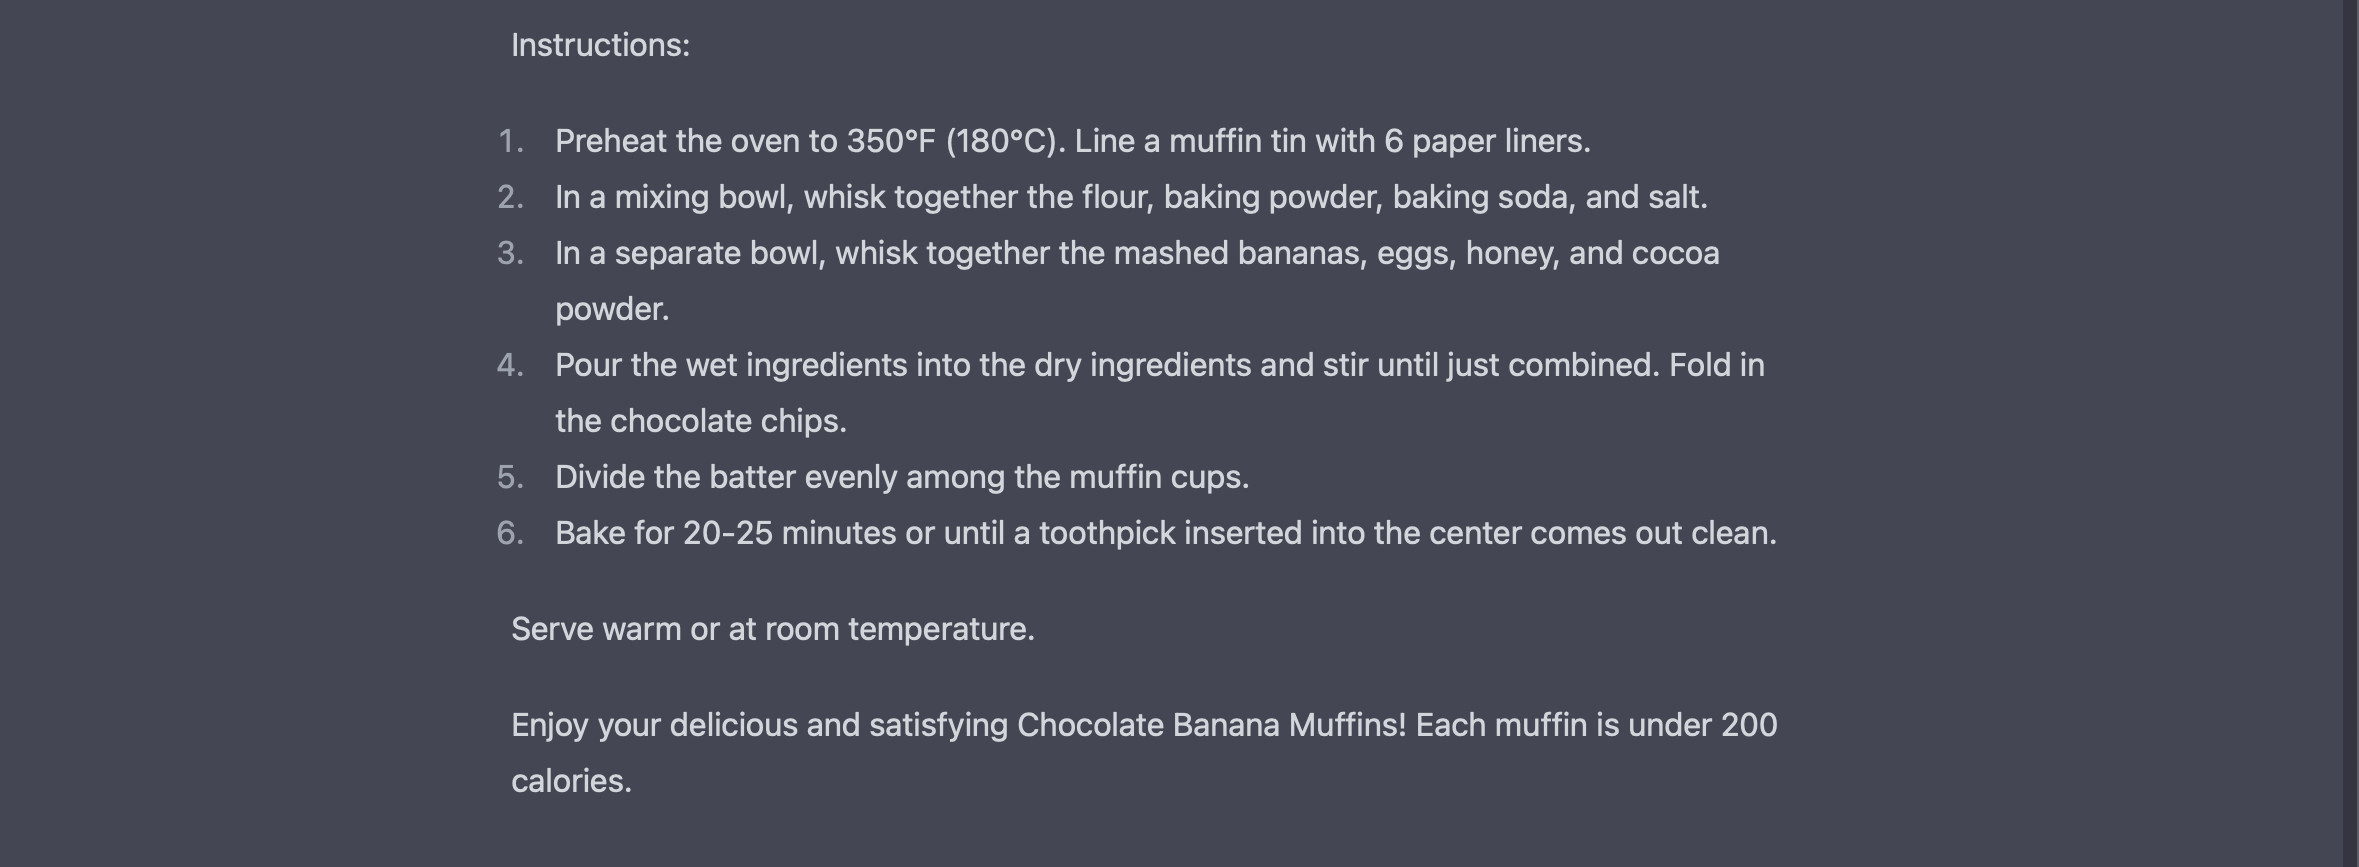 Instructions:
1. Preheat the oven to 350°F (180°C). Line a muffin tin with 6 paper liners.
2. In a mixing bowl, whisk together the flour, baking powder, baking soda, and salt.
3. In a separate bowl, whisk together the mashed bananas, eggs, honey, and cocoa
powder.
4. Pour the wet ingredients into the dry ingredients and stir until just combined. Fold in
the chocolate chips.
5. Divide the batter evenly among the muffin cups.
6. Bake for 20-25 minutes or until a toothpick inserted into the center comes out clean.
Serve warm or at room temperature.
Enjoy your delicious and satisfying Chocolate Banana Muffins! Each muffin is under 200
calories.